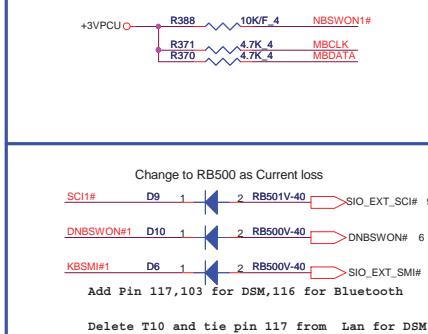 +3VPCU R388 10K/F_4 NBSWON1#
R371 4.7K_4 MBCLK
R370 4.7K_4 MBDATA
Change to RB500 as Current loss
SCI1# D9 1 2 RB501V-40 SIO_EXT_SCI# 9
DNBSWON#1 D10 1 2 RB500V-40 DNBSWON# 6
KBSMI#1 D6 1 2 RB500V-40 SIO_EXT_SMI#
Add Pin 117,103 for DSM,116 for Bluetooth
Delete T10 and tie pin 117 from Lan for DSM